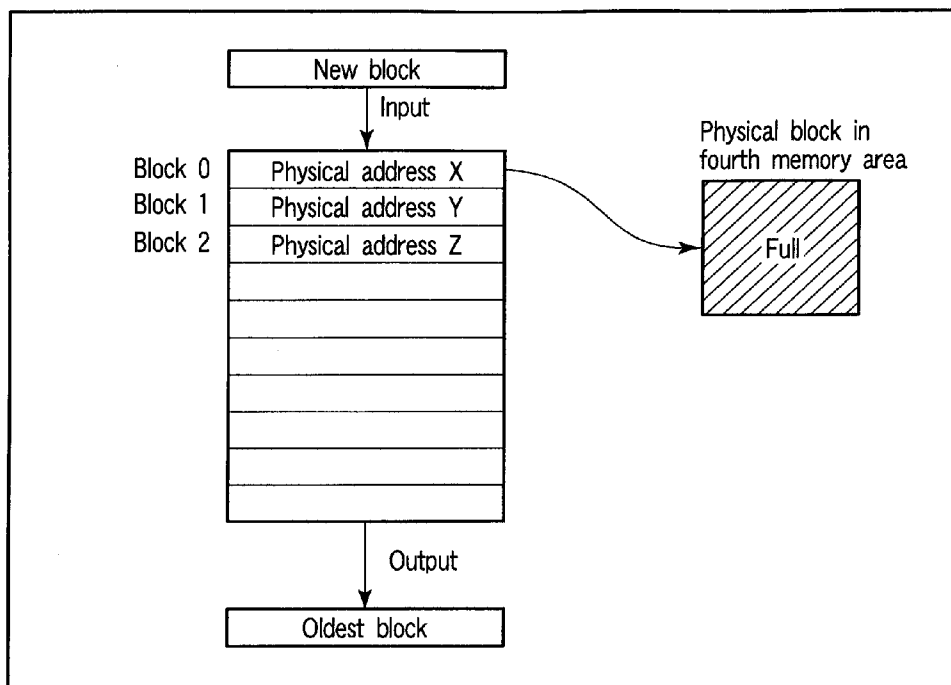 New block
Input
Physical block in
fourth memory area
Block 0 Physical address X
Block 1 Physical address Y
Block 2 Physical address Z
Full
Output
Oldest block